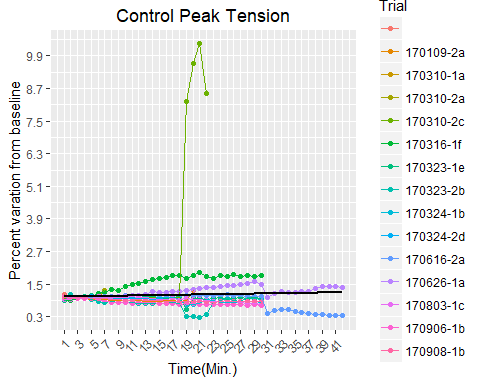 Control Peak Tension
Percent varation from baseline
9.9
8.7
7.5
6.3
5.1
3.9
2.7
1.5
0.3
1 3 5 7 9 11 13 15 17 19 21 23 25 27 29 31 33 35 37 39 41
Time(Min.)
Trial
170109-2a
170310-1a
170310-2a
170310-2c
170316-1f
170323-1e
170323-2b
170324-1b
170324-2d
170616-2a
170626-1a
170803-1c
170906-1b
170908-1b